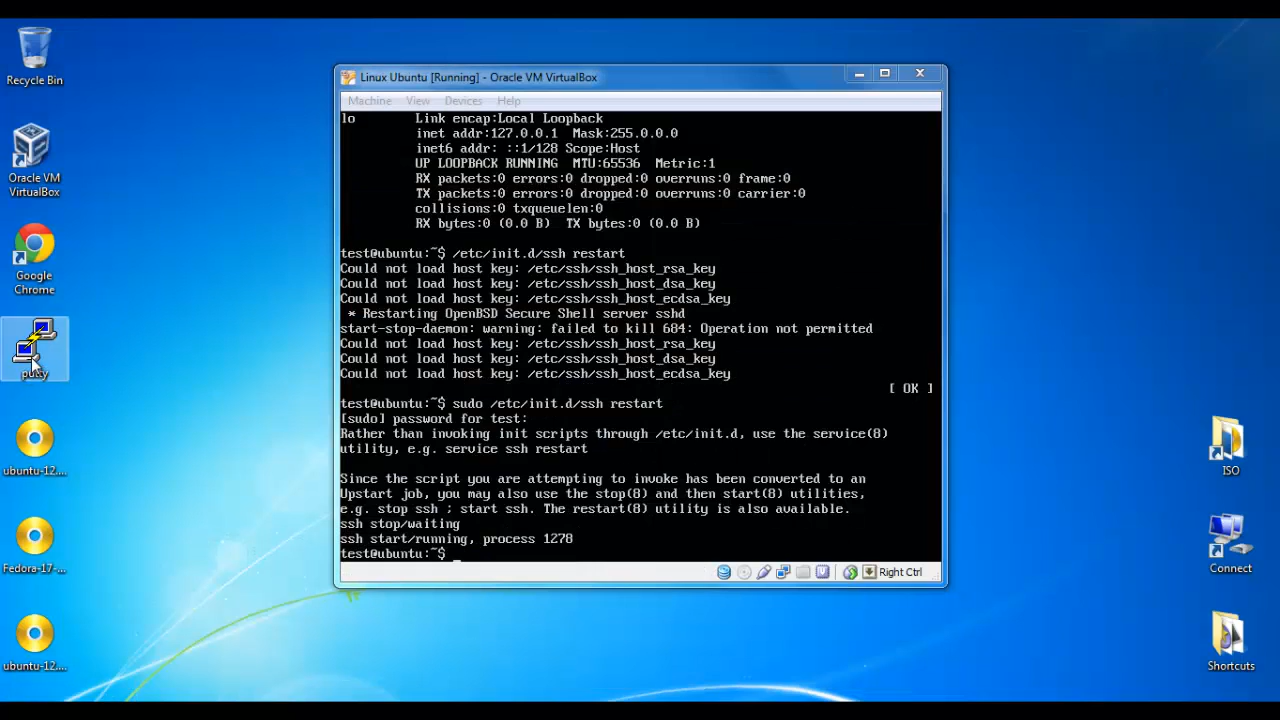 Recycle Bin
Oracle VM
VirtualBox
Google
Chrome
putty
ubuntu-12....
Fedora-17-...
ubuntu-12....
Linux Ubuntu [Running] - Oracle VM VirtualBox
Machine View Devices Help
lo Link encap:Local Loopback
inet addr:127.0.0.1 Mask:255.0.0.0
inet6 addr: ::1/128 Scope:Host
UP LOOPBACK RUNNING MTU:65536 Metric:1
RX packets:0 errors:0 dropped:0 overruns:0 frame:0
TX packets:0 errors:0 dropped:0 overruns:0 carrier:0
collisions:0 txqueuelen:0
RX bytes:0 (0.0 B) TX bytes:0 (0.0 B)
test@ubuntu:~$ /etc/init.d/ssh restart
Could not load host key: /etc/ssh/ssh_host_rsa_key
Could not load host key: /etc/ssh/ssh_host_dsa_key
Could not load host key: /etc/ssh/ssh_host_ecdsa_key
* Restarting OpenBSD Secure Shell server sshd
start-stop-daemon: warning: failed to kill 684: Operation not permitted
Could not load host key: /etc/ssh/ssh_host_rsa_key
Could not load host key: /etc/ssh/ssh_host_dsa_key
Could not load host key: /etc/ssh/ssh_host_ecdsa_key
[ OK ]
test@ubuntu:~$ sudo /etc/init.d/ssh restart
[sudo] password for test:
Rather than invoking init scripts through /etc/init.d, use the service(8)
utility, e.g. service ssh restart
Since the script you are attempting to invoke has been converted to an
Upstart job, you may also use the stop(8) and then start(8) utilities,
e.g. stop ssh ; start ssh. The restart(8) utility is also available.
ssh stop/waiting
ssh start/running, process 1278
test@ubuntu:~$ _
Right Ctrl
ISO
Connect
Shortcuts